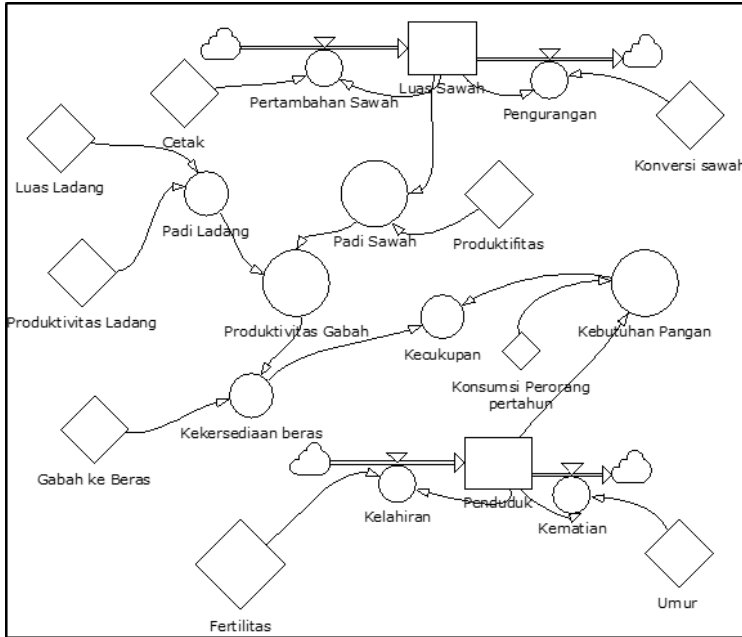 Luas Sawah
Pertambahan Sawah
Pengurangan
Cetak
Konversi sawah
Luas Ladang
Padi Ladang
Padi Sawah
Produktifitas
Produktivitas Ladang
Produktivitas Gabah
Kebutuhan Pangan
Kecukupan
Konsumsi Perorang
pertahun
Kekersediaan beras
Gabah ke Beras
Penduduk
Kelahiran
Kematian
Fertilitas
Umur